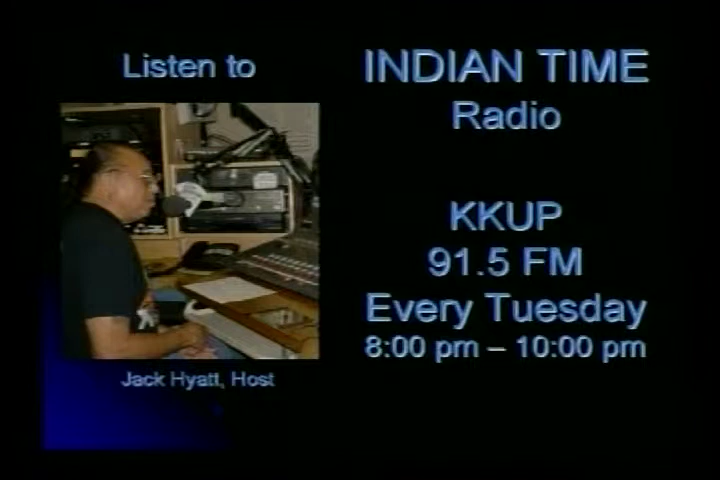 Listen to
INDIAN TIME
Radio
KKUP
91.5 FM
Every Tuesday
8:00 pm – 10:00 pm
Jack Hyatt, Host